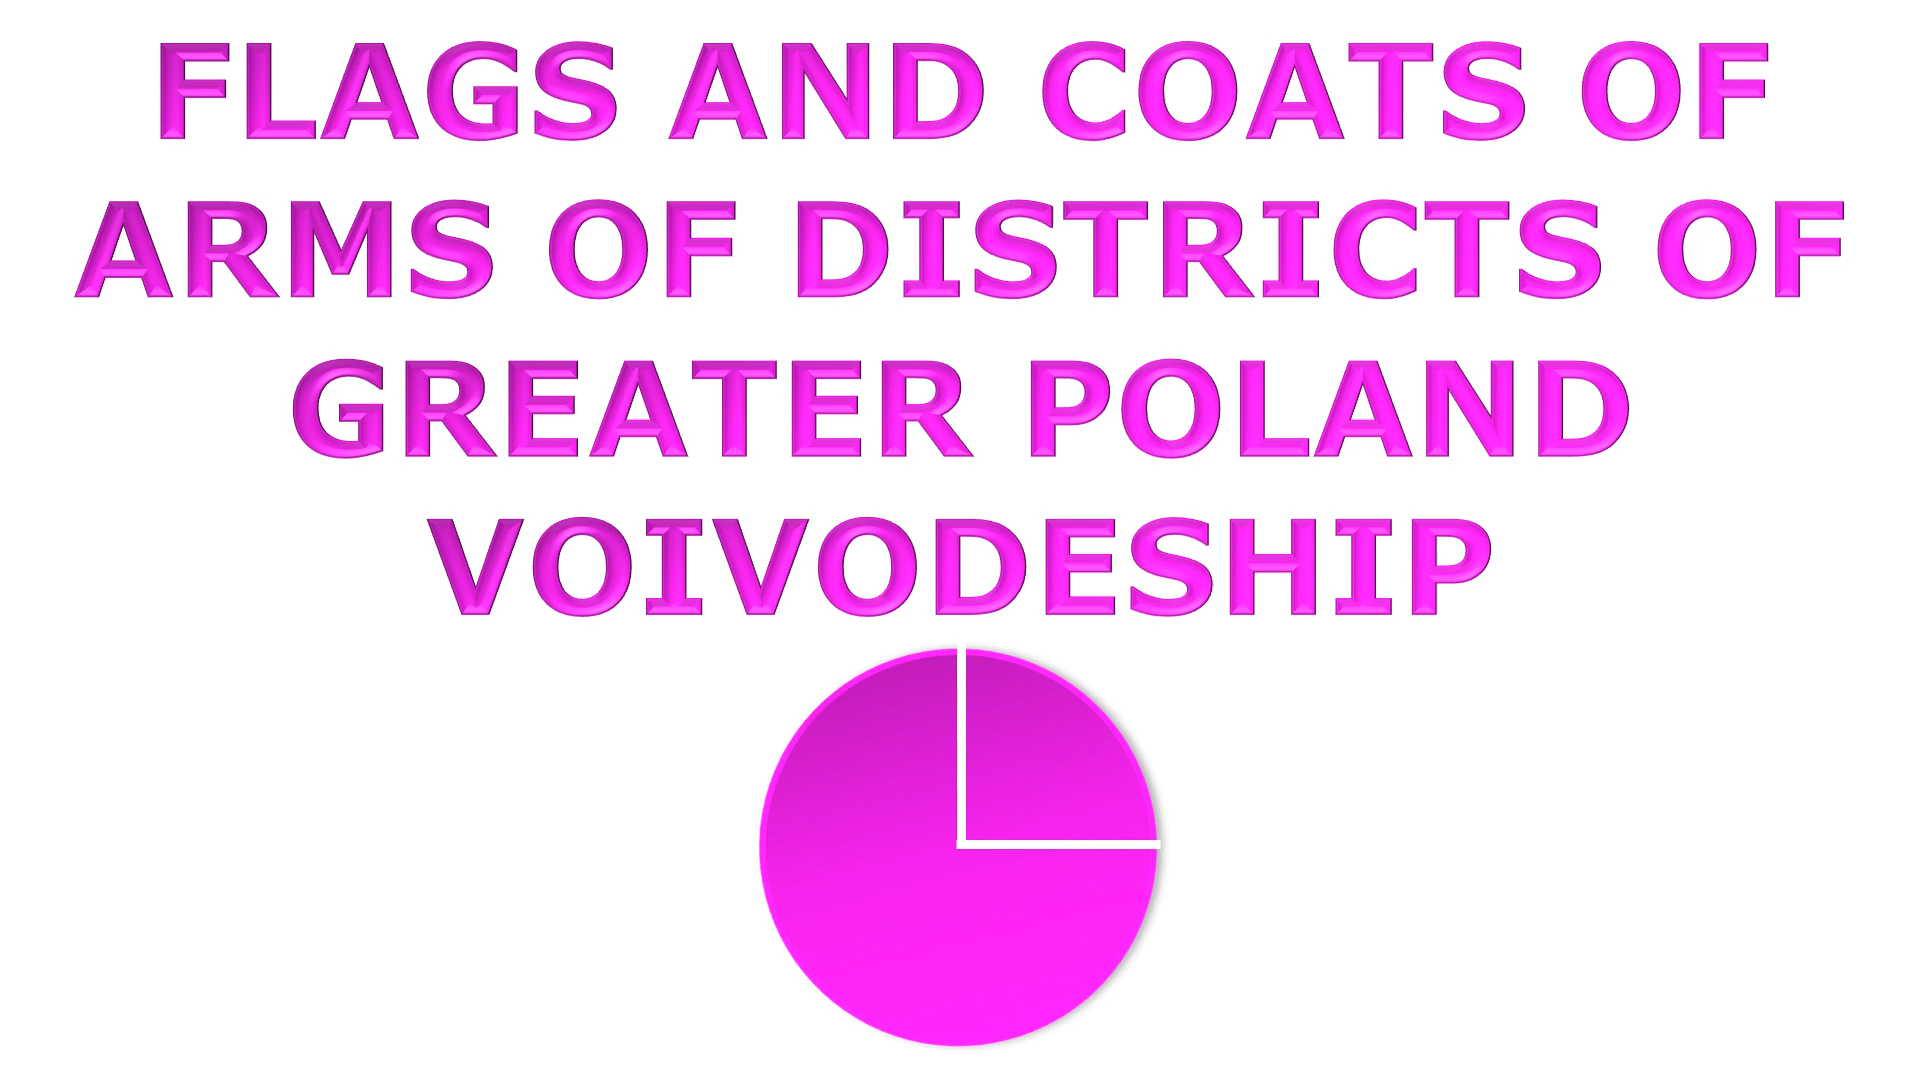 FLAGS AND COATS OF
ARMS OF DISTRICTS OF
GREATER POLAND
VOIVODESHIP